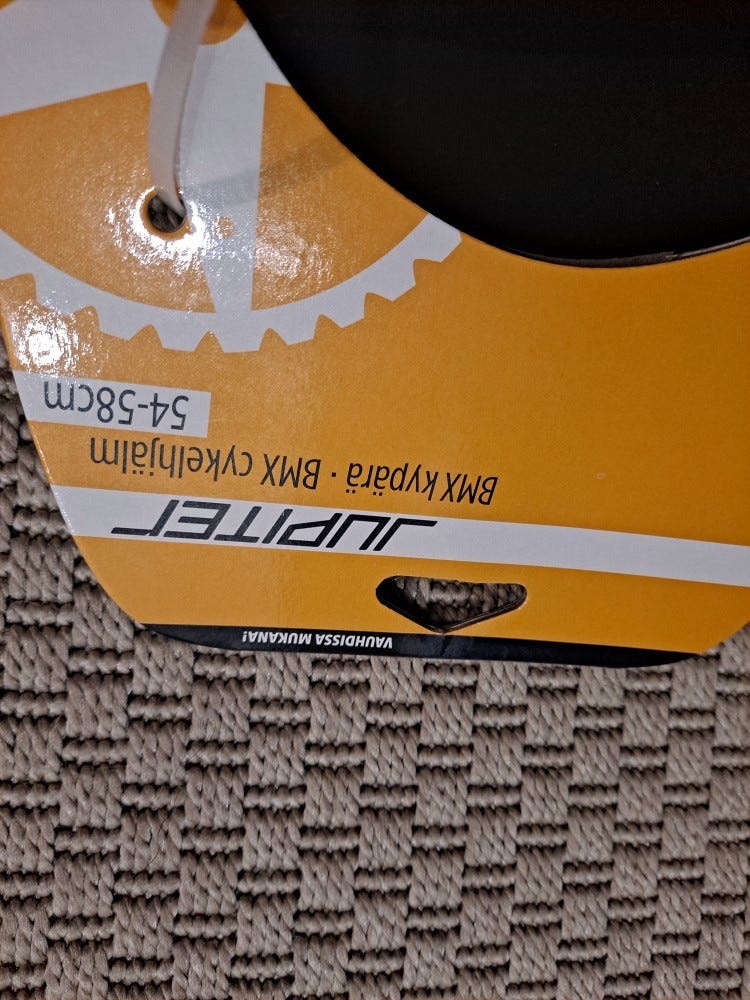 VAUHDISSA MUKANA!
JUPITER
BMX kypärä · BMX cykelhjälm
54-58cm